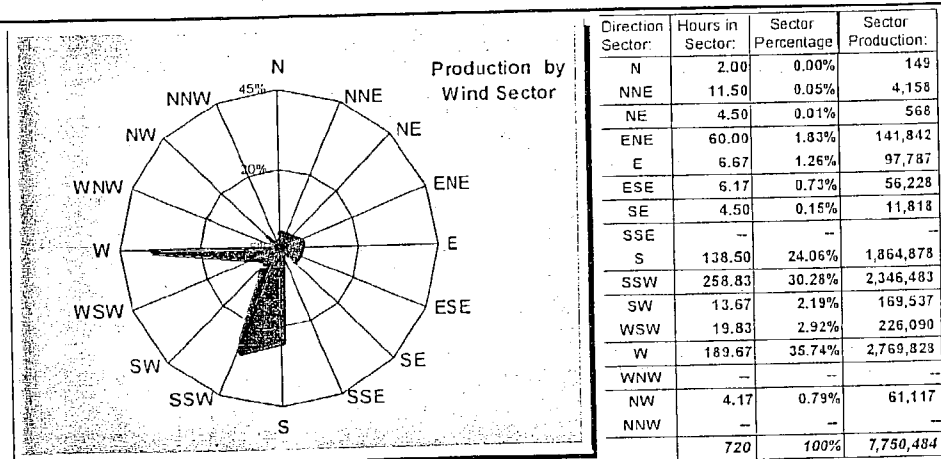 Production by
Wind Sector
N
45%
NNW
NNE
NW
NE
WNW
ENE
W
E
WSW
ESE
SW
SE
SSW
SSE
S
Direction Sector: Hours in Sector: Sector Percentage Sector Production:
N 2.00 0.00% 149
NNE 11.50 0.05% 4,158
NE 4.50 0.01% 568
ENE 60.00 1.83% 141,842
E 6.67 1.26% 97,787
ESE 6.17 0.73% 56,228
SE 4.50 0.15% 11,818
SSE -- -- --
S 138.50 24.06% 1,864,878
SSW 258.83 30.28% 2,346,483
SW 13.67 2.19% 169,537
WSW 19.83 2.92% 226,090
W 189.67 35.74% 2,769,828
WNW -- -- --
NW 4.17 0.79% 61,117
NNW -- -- --
720 100% 7,750,484